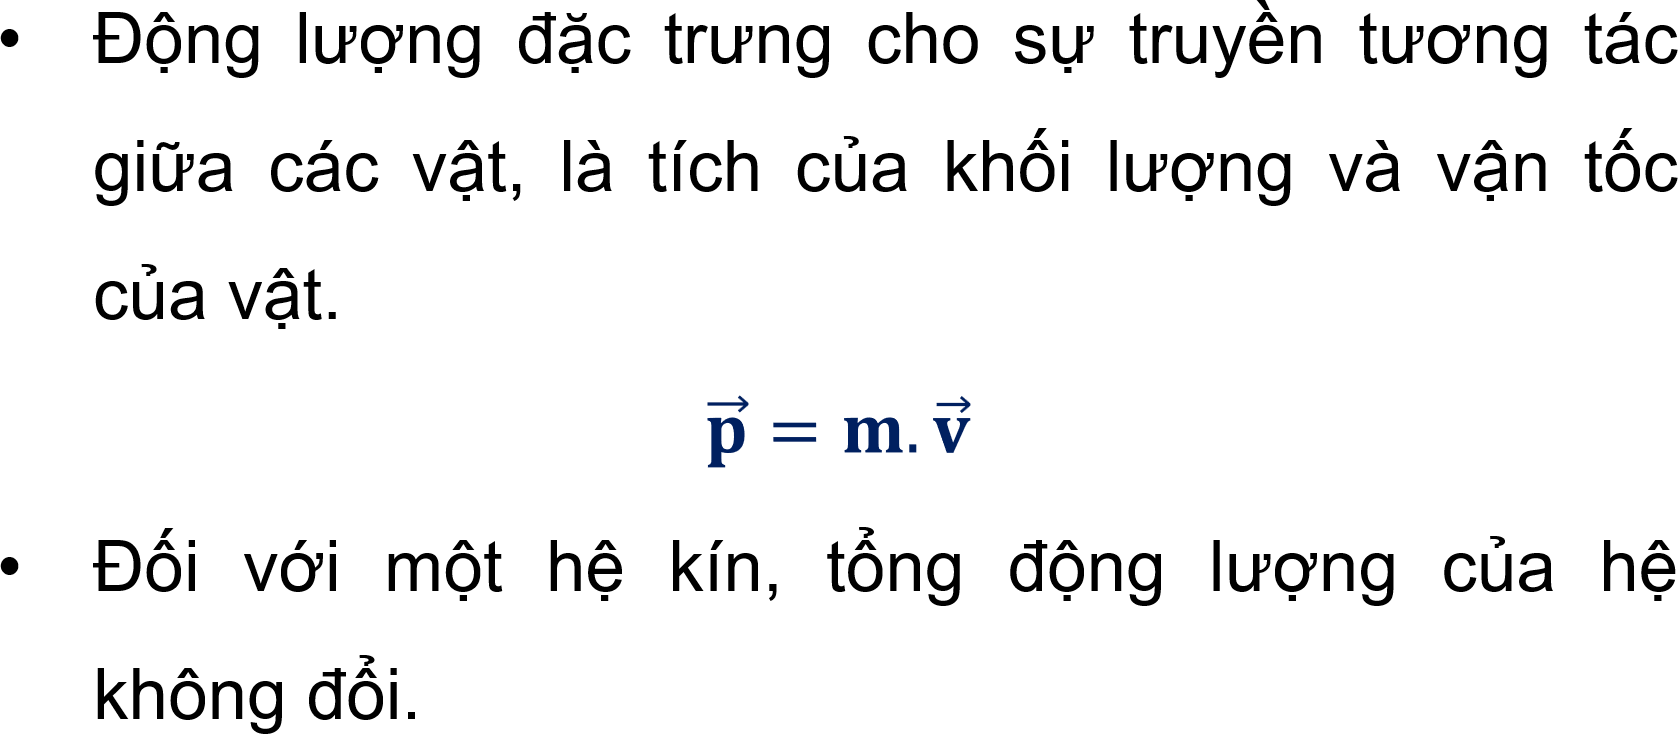 • Động lượng đặc trưng cho sự truyền tương tác
giữa các vật, là tích của khối lượng và vận tốc
của vật.
$\vec{p} = m.\vec{v}$
• Đối với một hệ kín, tổng động lượng của hệ
không đổi.